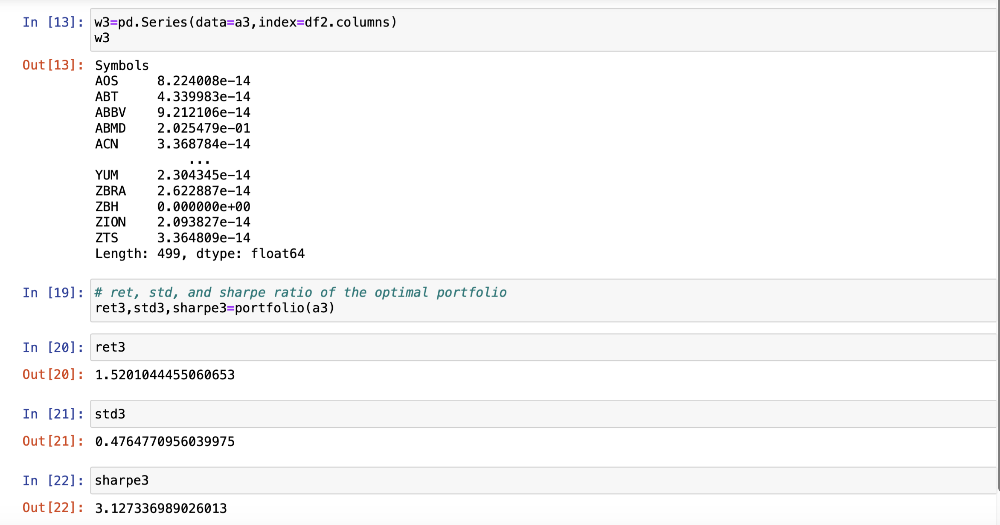 In [13]: w3=pd.Series(data=a3,index=df2.columns)
w3
Out[13]: Symbols
AOS     8.224008e-14
ABT     4.339983e-14
ABBV    9.212106e-14
ABMD    2.025479e-01
ACN     3.368784e-14
...
YUM     2.304345e-14
ZBRA    2.622887e-14
ZBH     0.000000e+00
ZION    2.093827e-14
ZTS     3.364809e-14
Length: 499, dtype: float64
In [19]: # ret, std, and sharpe ratio of the optimal portfolio
ret3,std3,sharpe3=portfolio(a3)
In [20]: ret3
Out[20]: 1.5201044455060653
In [21]: std3
Out[21]: 0.4764770956039975
In [22]: sharpe3
Out[22]: 3.127336989026013